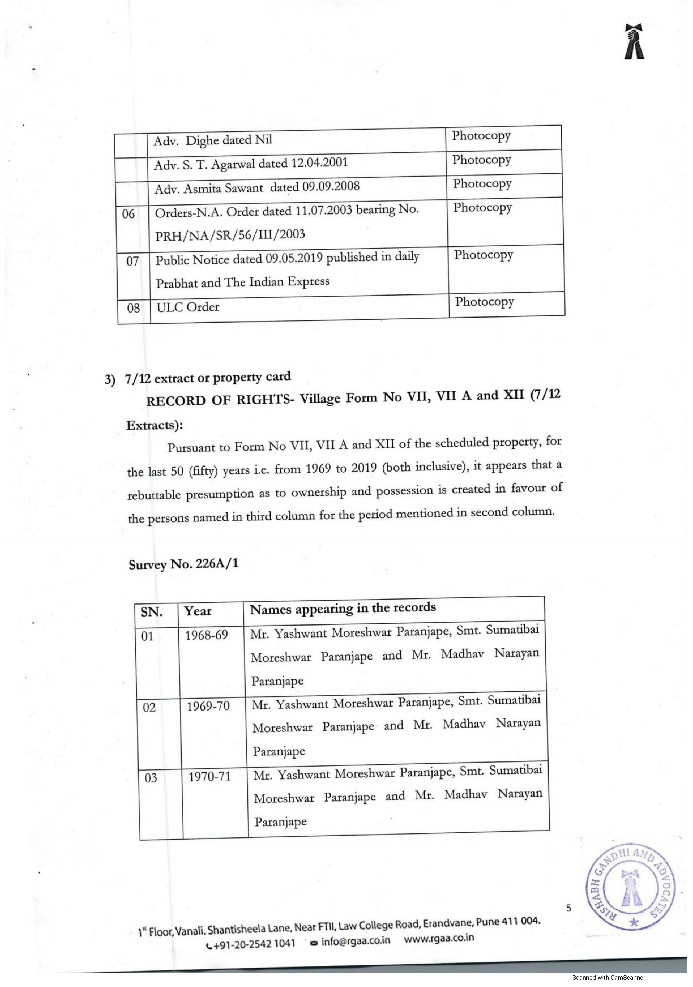 Adv. Dighe dated Nil Photocopy
Adv. S. T. Agarwal dated 12.04.2001 Photocopy
Adv. Asmita Sawant dated 09.09.2008 Photocopy
06 Orders-N.A. Order dated 11.07.2003 bearing No. Photocopy
PRH/NA/SR/56/III/2003
07 Public Notice dated 09.05.2019 published in daily Photocopy
Prabhat and The Indian Express
08 ULC Order Photocopy
3) 7/12 extract or property card
RECORD OF RIGHTS- Village Form No VII, VII A and XII (7/12
Extracts):
Pursuant to Form No VII, VII A and XII of the scheduled property, for
the last 50 (fifty) years i.e. from 1969 to 2019 (both inclusive), it appears that a
rebuttable presumption as to ownership and possession is created in favour of
the persons named in third column for the period mentioned in second column.
Survey No. 226A/1
SN. Year Names appearing in the records
01 1968-69 Mr. Yashwant Moreshwar Paranjape, Smt. Sumatibai
Moreshwar Paranjape and Mr. Madhav Narayan
Paranjape
02 1969-70 Mr. Yashwant Moreshwar Paranjape, Smt. Sumatibai
Moreshwar Paranjape and Mr. Madhav Narayan
Paranjape
03 1970-71 Mr. Yashwant Moreshwar Paranjape, Smt. Sumatibai
Moreshwar Paranjape and Mr. Madhav Narayan
Paranjape
RISHABH GANDHI AND ADVOCATES
5
1st Floor, Vanali. Shantisheela Lane, Near FTII, Law College Road, Erandvane, Pune 411 004.
+91-20-2542 1041 info@rgaa.co.in www.rgaa.co.in
Scanned with CamScanner